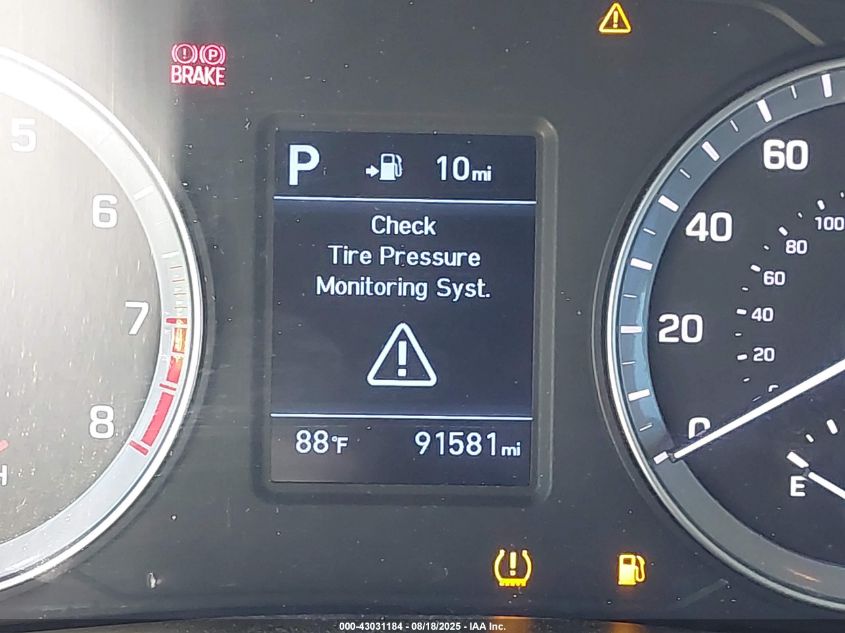 (!) (P)
BRAKE
P 10mi
Check
Tire Pressure
Monitoring Syst.
88°F 91581mi
5
6
7
8
H
0
20
40
60
20
40
60
80
100
E
000-43031184 - 08/18/2025 - IAA Inc.